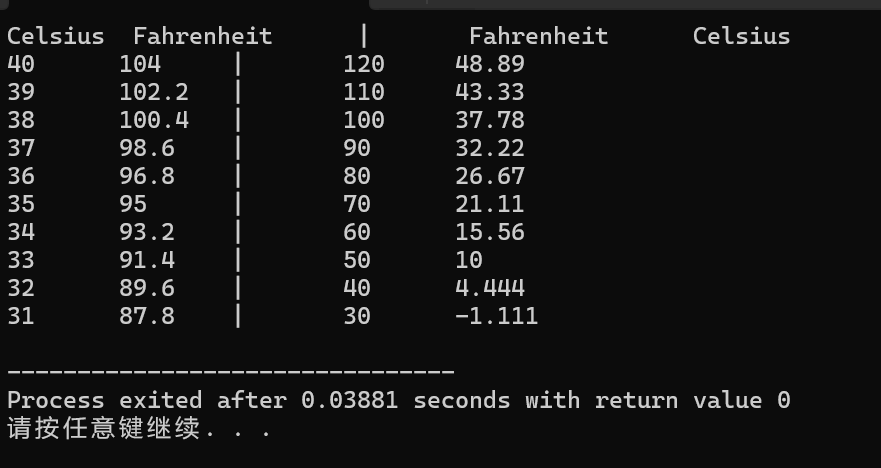 Celsius  Fahrenheit      |       Fahrenheit      Celsius
40      104     |       120     48.89
39      102.2   |       110     43.33
38      100.4   |       100     37.78
37      98.6    |       90      32.22
36      96.8    |       80      26.67
35      95      |       70      21.11
34      93.2    |       60      15.56
33      91.4    |       50      10
32      89.6    |       40      4.444
31      87.8    |       30      -1.111
--------------------------------
Process exited after 0.03881 seconds with return value 0
请按任意键继续. . .